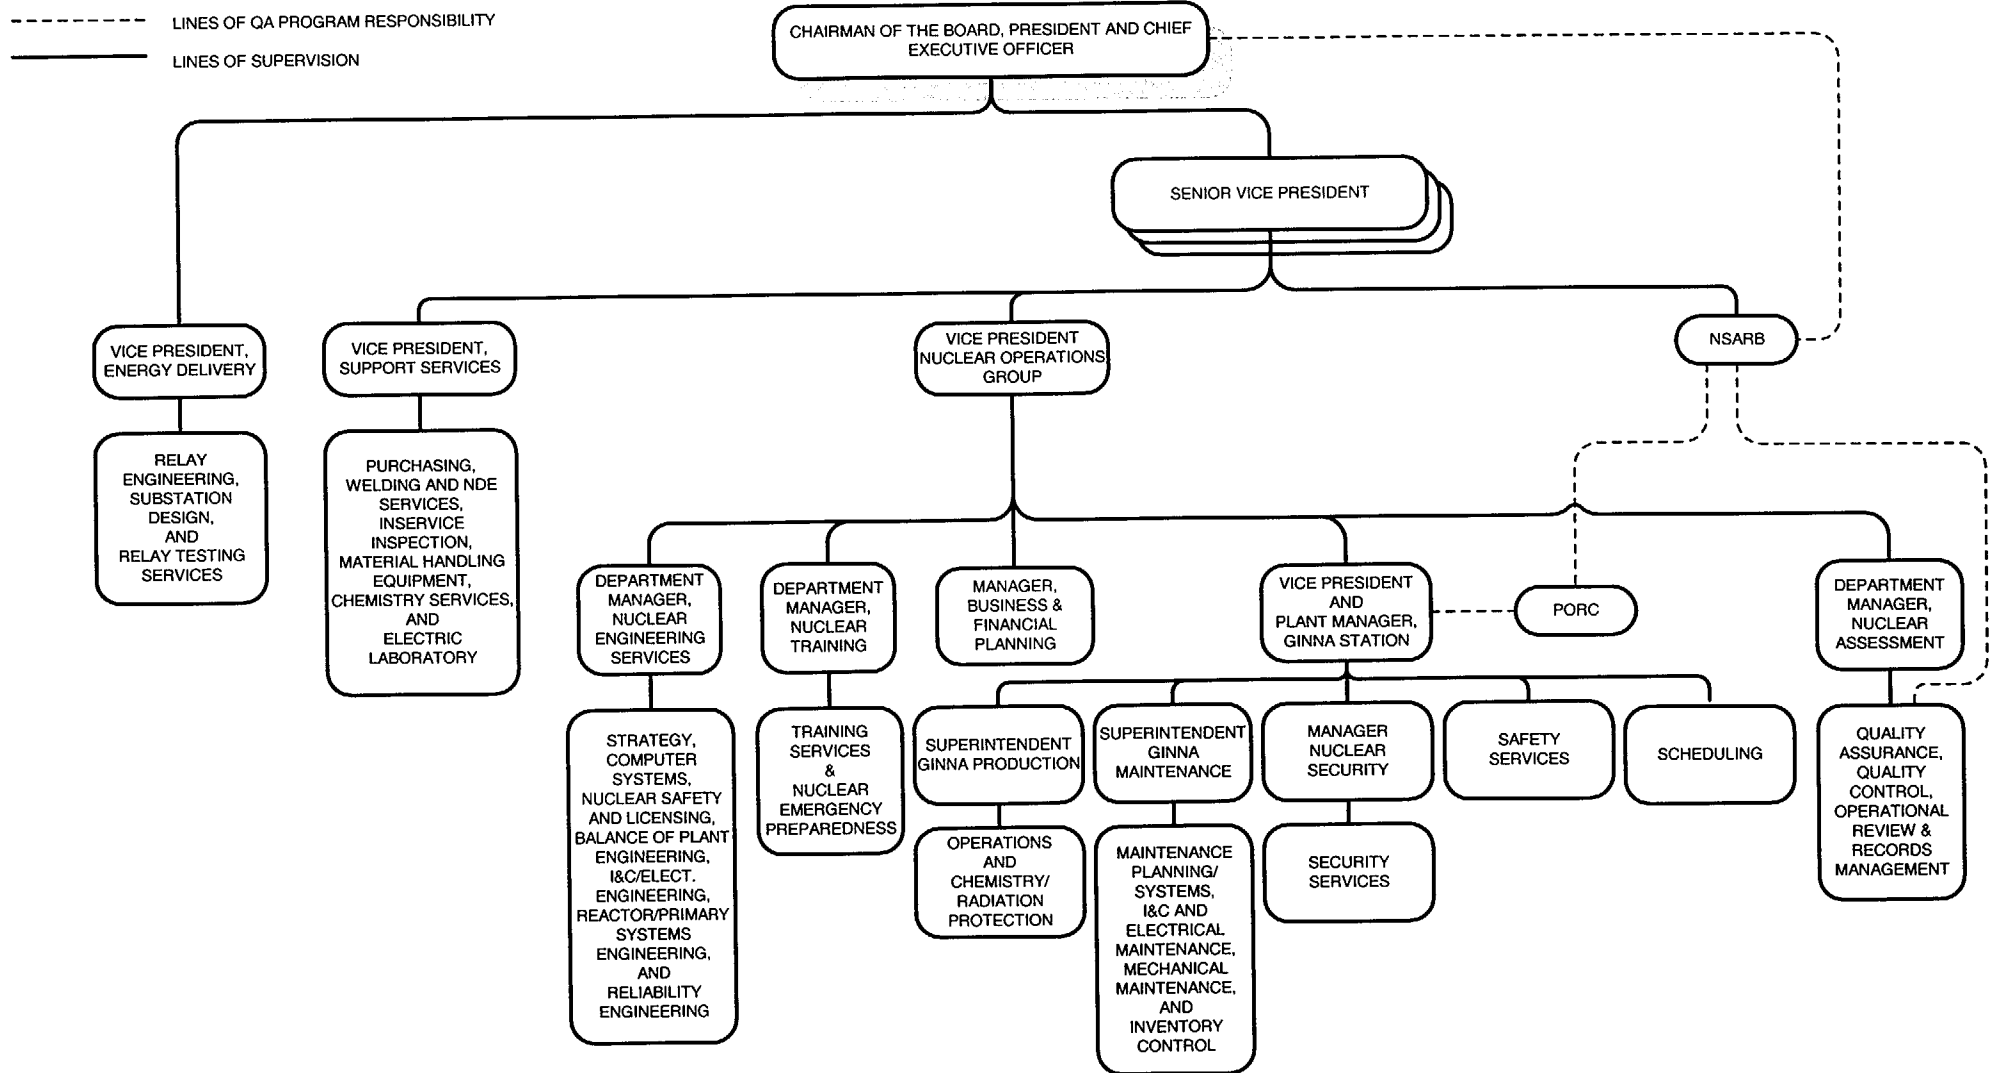 LINES OF QA PROGRAM RESPONSIBILITY
LINES OF SUPERVISION
CHAIRMAN OF THE BOARD, PRESIDENT AND CHIEF
EXECUTIVE OFFICER
SENIOR VICE PRESIDENT
VICE PRESIDENT,
ENERGY DELIVERY
VICE PRESIDENT,
SUPPORT SERVICES
VICE PRESIDENT
NUCLEAR OPERATIONS
GROUP
NSARB
RELAY
ENGINEERING,
SUBSTATION
DESIGN,
AND
RELAY TESTING
SERVICES
PURCHASING,
WELDING AND NDE
SERVICES,
INSERVICE
INSPECTION,
MATERIAL HANDLING
EQUIPMENT,
CHEMISTRY SERVICES,
AND
ELECTRIC
LABORATORY
DEPARTMENT
MANAGER,
NUCLEAR
ENGINEERING
SERVICES
DEPARTMENT
MANAGER,
NUCLEAR
TRAINING
MANAGER,
BUSINESS &
FINANCIAL
PLANNING
VICE PRESIDENT
AND
PLANT MANAGER,
GINNA STATION
PORC
DEPARTMENT
MANAGER,
NUCLEAR
ASSESSMENT
STRATEGY,
COMPUTER
SYSTEMS,
NUCLEAR SAFETY
AND LICENSING,
BALANCE OF PLANT
ENGINEERING,
I&C/ELECT.
ENGINEERING,
REACTOR/PRIMARY
SYSTEMS
ENGINEERING,
AND
RELIABILITY
ENGINEERING
TRAINING
SERVICES
&
NUCLEAR
EMERGENCY
PREPAREDNESS
SUPERINTENDENT
GINNA PRODUCTION
SUPERINTENDENT
GINNA
MAINTENANCE
MANAGER
NUCLEAR
SECURITY
SAFETY
SERVICES
SCHEDULING
QUALITY
ASSURANCE,
QUALITY
CONTROL,
OPERATIONAL
REVIEW &
RECORDS
MANAGEMENT
OPERATIONS
AND
CHEMISTRY/
RADIATION
PROTECTION
MAINTENANCE
PLANNING/
SYSTEMS,
I&C AND
ELECTRICAL
MAINTENANCE,
MECHANICAL
MAINTENANCE,
AND
INVENTORY
CONTROL
SECURITY
SERVICES